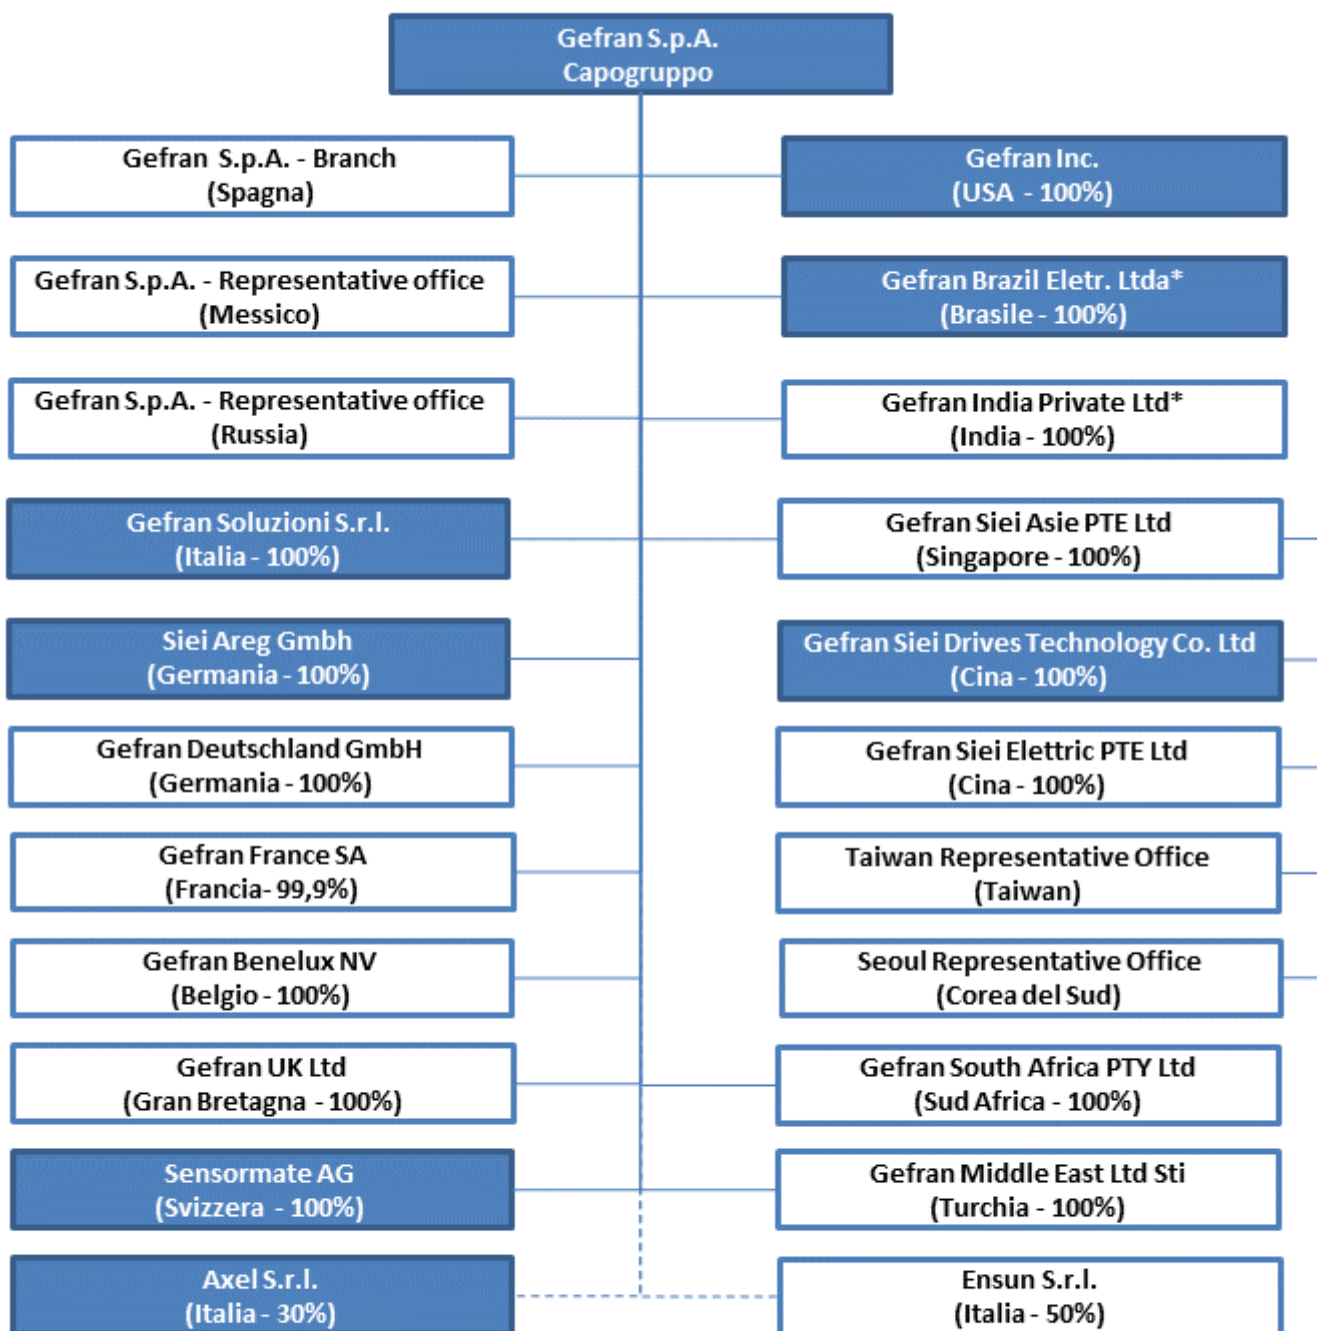 Gefran S.p.A.
Capogruppo
Gefran S.p.A. - Branch
(Spagna)
Gefran Inc.
(USA - 100%)
Gefran S.p.A. - Representative office
(Messico)
Gefran Brazil Eletr. Ltda*
(Brasile - 100%)
Gefran S.p.A. - Representative office
(Russia)
Gefran India Private Ltd*
(India - 100%)
Gefran Soluzioni S.r.l.
(Italia - 100%)
Gefran Siei Asie PTE Ltd
(Singapore - 100%)
Siei Areg Gmbh
(Germania - 100%)
Gefran Siei Drives Technology Co. Ltd
(Cina - 100%)
Gefran Deutschland GmbH
(Germania - 100%)
Gefran Siei Elettric PTE Ltd
(Cina - 100%)
Gefran France SA
(Francia- 99,9%)
Taiwan Representative Office
(Taiwan)
Gefran Benelux NV
(Belgio - 100%)
Seoul Representative Office
(Corea del Sud)
Gefran UK Ltd
(Gran Bretagna - 100%)
Gefran South Africa PTY Ltd
(Sud Africa - 100%)
Sensormate AG
(Svizzera - 100%)
Gefran Middle East Ltd Sti
(Turchia - 100%)
Axel S.r.l.
(Italia - 30%)
Ensun S.r.l.
(Italia - 50%)